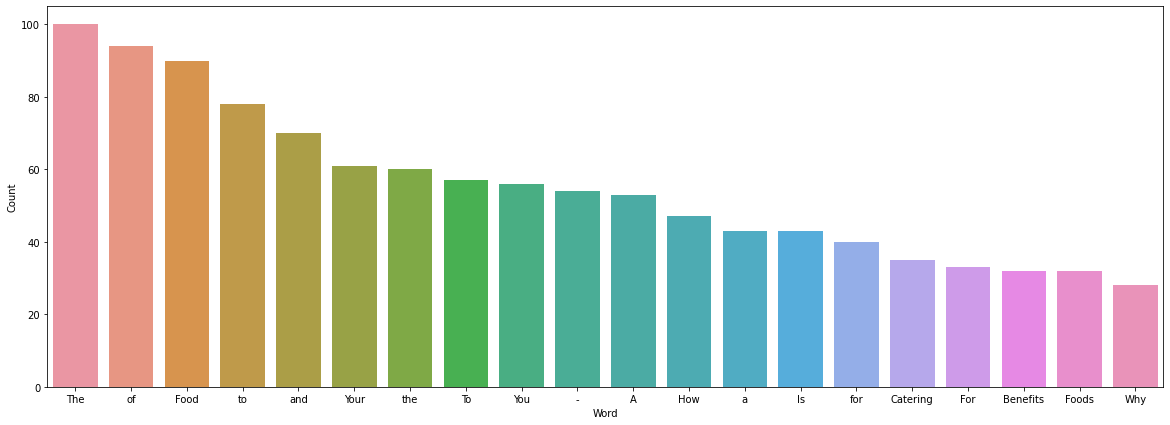 100
80
60
40
20
0
Count
The of Food to and Your the To You - A How a Is for Catering For Benefits Foods Why
Word